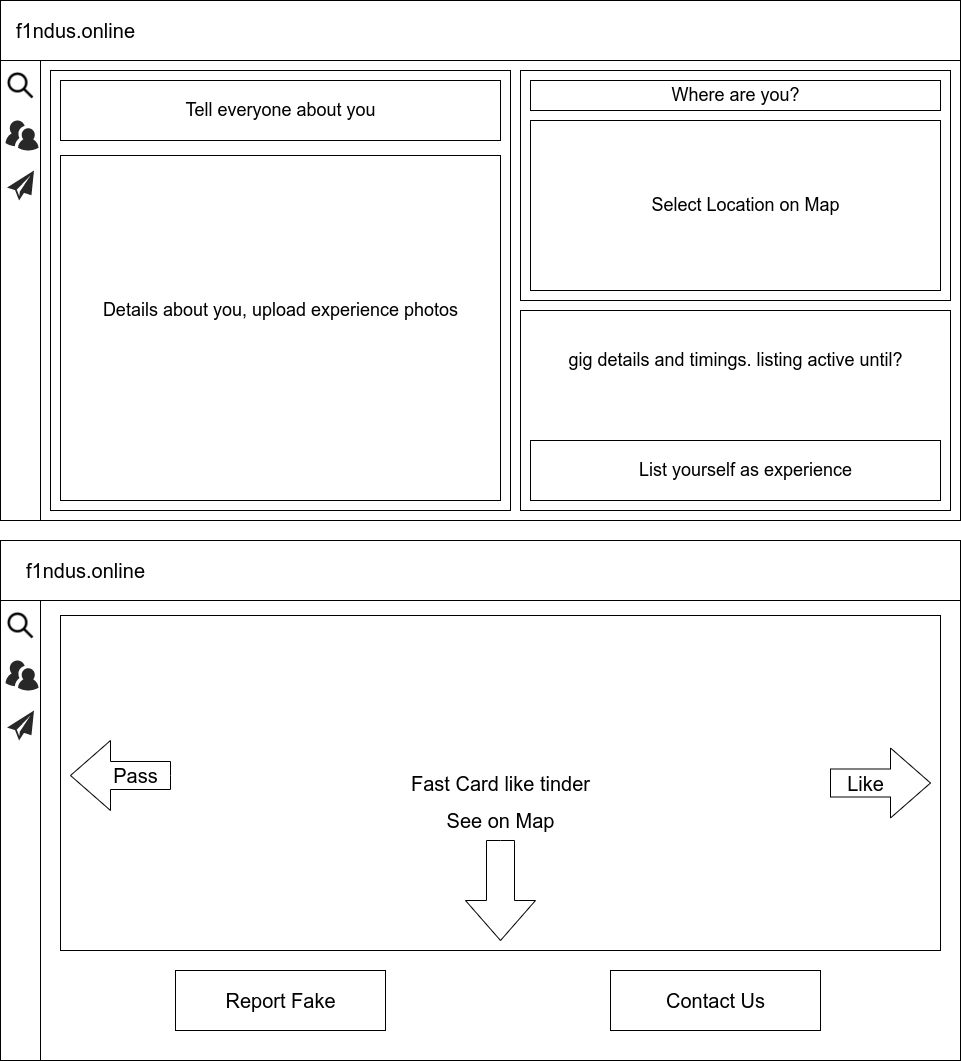 f1ndus.online
Tell everyone about you
Details about you, upload experience photos
Where are you?
Select Location on Map
gig details and timings. listing active until?
List yourself as experience
f1ndus.online
Pass
Fast Card like tinder
See on Map
Like
Report Fake
Contact Us